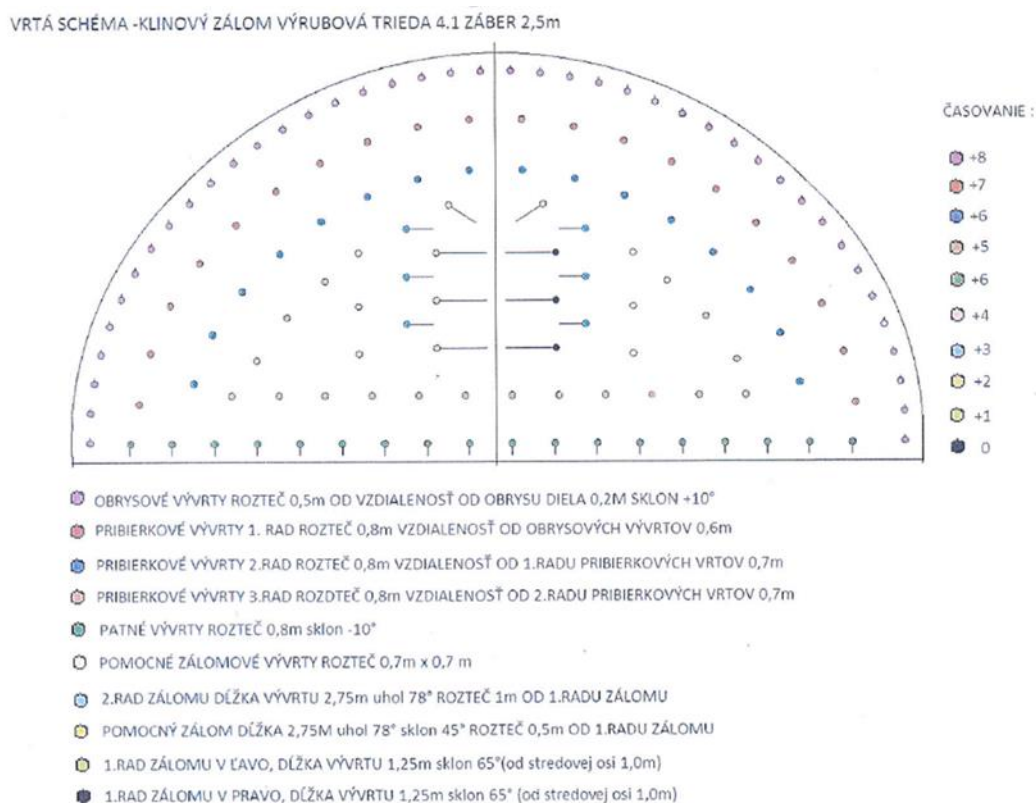 VRTÁ SCHÉMA -KLINOVÝ ZÁLOM VÝRUBOVÁ TRIEDA 4.1 ZÁBER 2,5m
ČASOVANIE :
+8
+7
+6
+5
+6
+4
+3
+2
+1
0
OBRYSOVÉ VÝVRTY ROZTEČ 0,5m OD VZDIALENOSŤ OD OBRYSU DIELA 0,2M SKLON +10°
PRIBIERKOVÉ VÝVRTY 1. RAD ROZTEČ 0,8m VZDIALENOSŤ OD OBRYSOVÝCH VÝVRTOV 0,6m
PRIBIERKOVÉ VÝVRTY 2.RAD ROZTEČ 0,8m VZDIALENOSŤ OD 1.RADU PRIBIERKOVÝCH VRTOV 0,7m
PRIBIERKOVÉ VÝVRTY 3.RAD ROZDTEČ 0,8m VZDIALENOSŤ OD 2.RADU PRIBIERKOVÝCH VRTOV 0,7m
PATNÉ VÝVRTY ROZTEČ 0,8m sklon -10°
POMOCNÉ ZÁLOMOVÉ VÝVRTY ROZTEČ 0,7m x 0,7 m
2.RAD ZÁLOMU DĹŽKA VÝVRTU 2,75m uhol 78° ROZTEČ 1m OD 1.RADU ZÁLOMU
POMOCNÝ ZÁLOM DĹŽKA 2,75M uhol 78° sklon 45° ROZTEČ 0,5m OD 1.RADU ZÁLOMU
1.RAD ZÁLOMU V ĽAVO, DĹŽKA VÝVRTU 1,25m sklon 65°(od stredovej osi 1,0m)
1.RAD ZÁLOMU V PRAVO, DĹŽKA VÝVRTU 1,25m sklon 65° (od stredovej osi 1,0m)